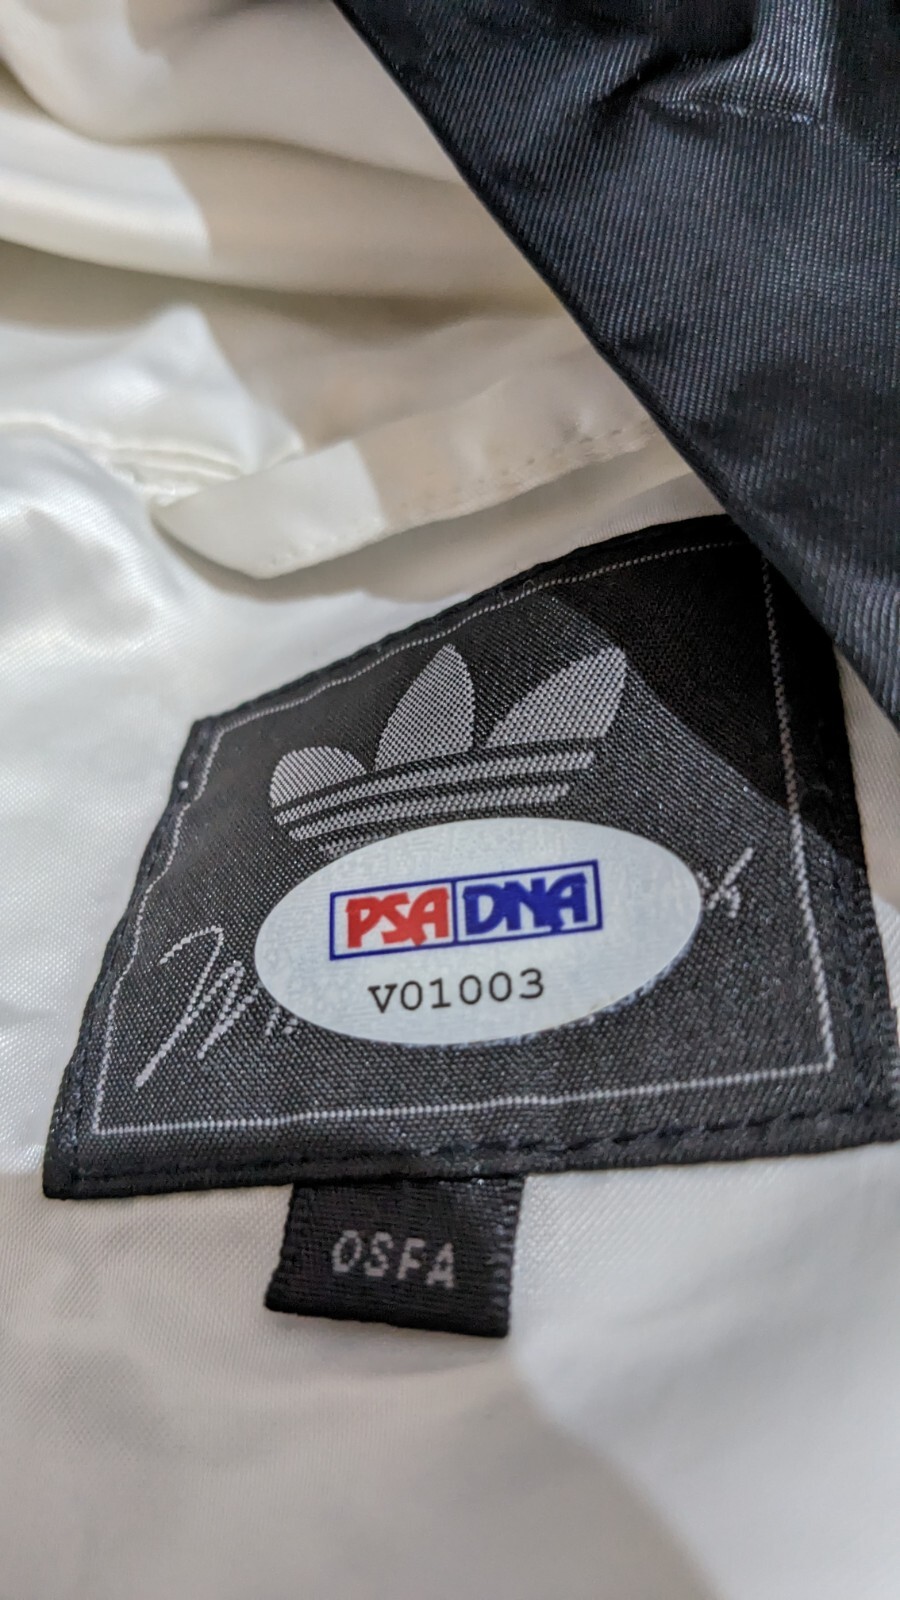 PSA DNA
V01003
OSFA